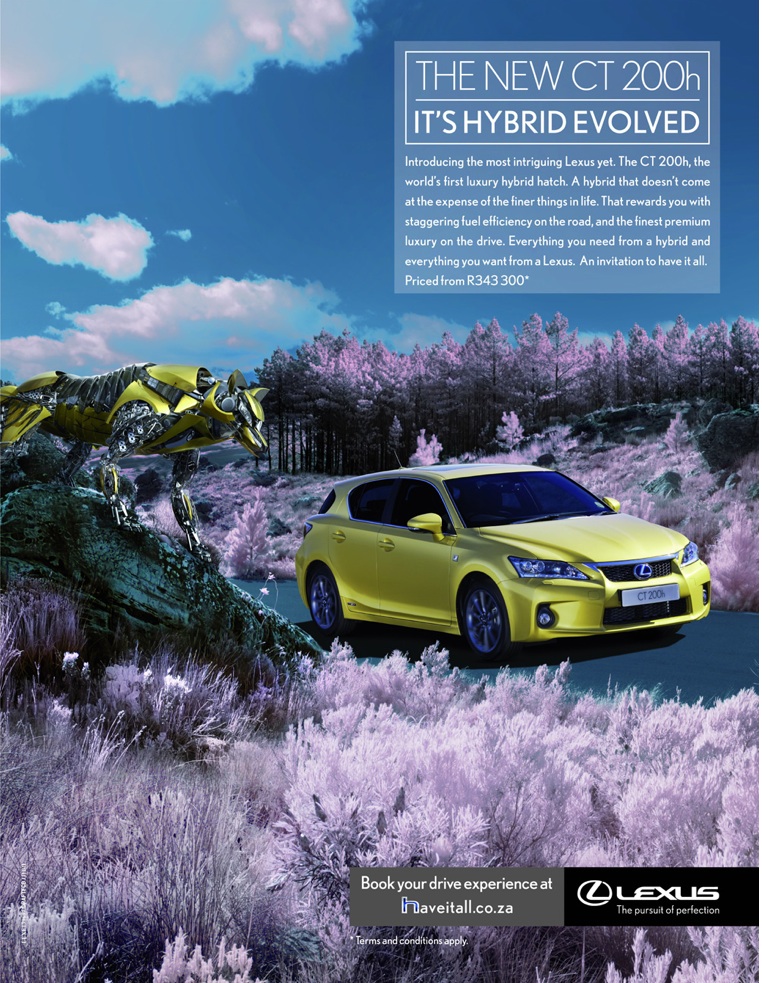 THE NEW CT 200h
IT'S HYBRID EVOLVED
Introducing the most intriguing Lexus yet. The CT 200h, the
world's first luxury hybrid hatch. A hybrid that doesn't come
at the expense of the finer things in life. That rewards you with
staggering fuel efficiency on the road, and the finest premium
luxury on the drive. Everything you need from a hybrid and
everything you want from a Lexus. An invitation to have it all.
Priced from R343 300*
CT 200h
Book your drive experience at
haveitall.co.za
LEXUS
The pursuit of perfection
* Terms and conditions apply.